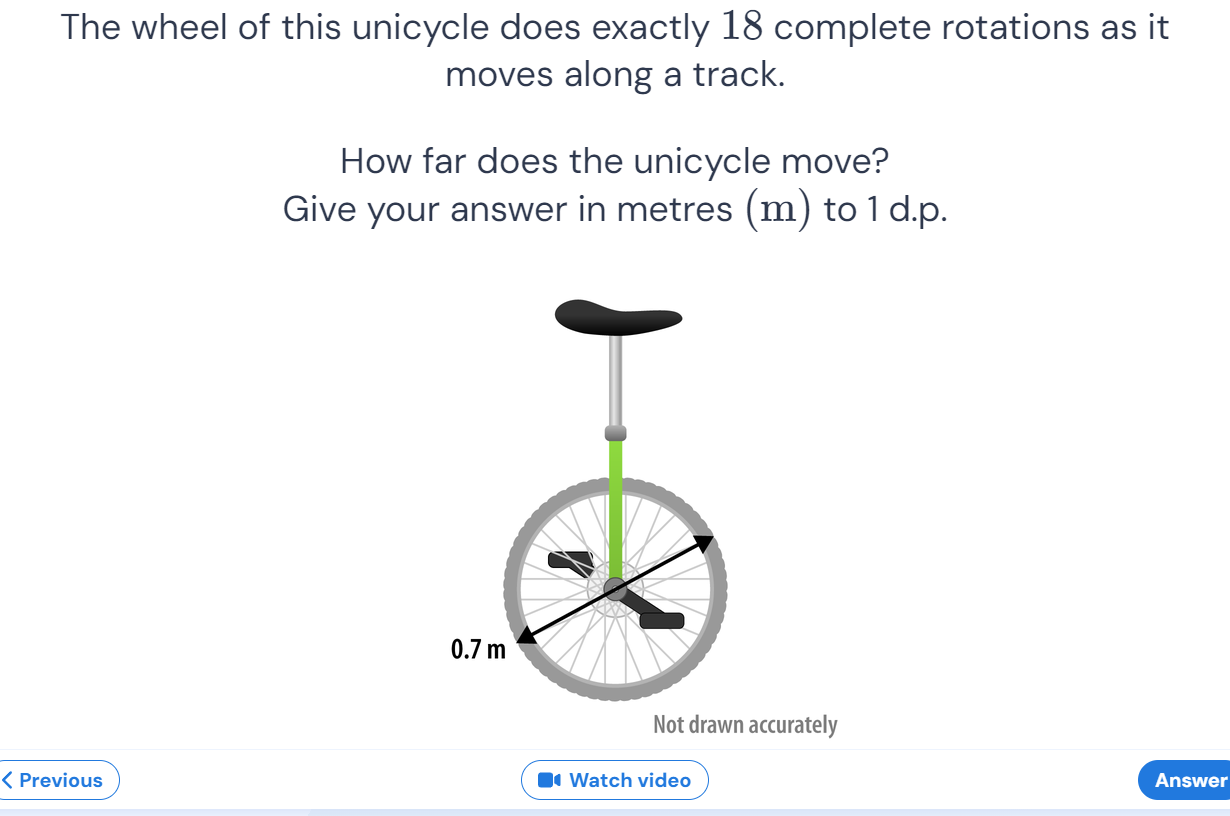 The wheel of this unicycle does exactly 18 complete rotations as it
moves along a track.
How far does the unicycle move?
Give your answer in metres (m) to 1 d.p.
0.7 m
Not drawn accurately
Previous
Watch video
Answer